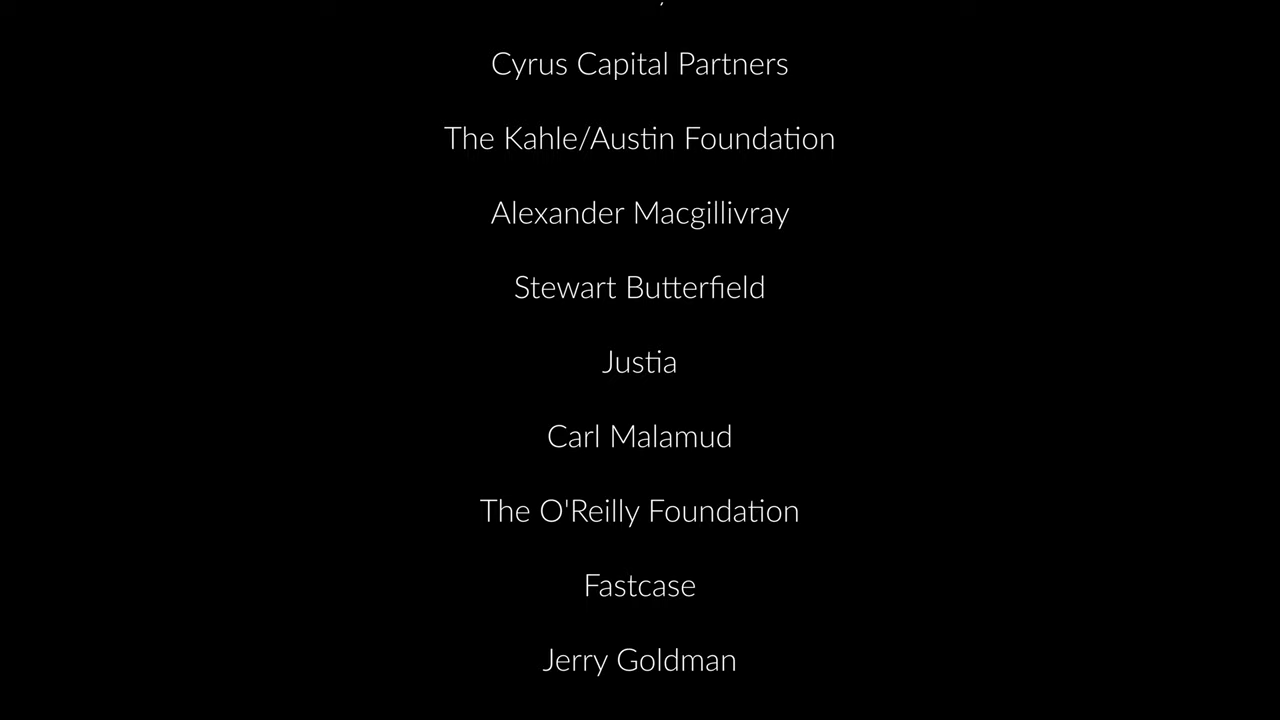 Cyrus Capital Partners
The Kahle/Austin Foundation
Alexander Macgillivray
Stewart Butterfield
Justia
Carl Malamud
The O'Reilly Foundation
Fastcase
Jerry Goldman